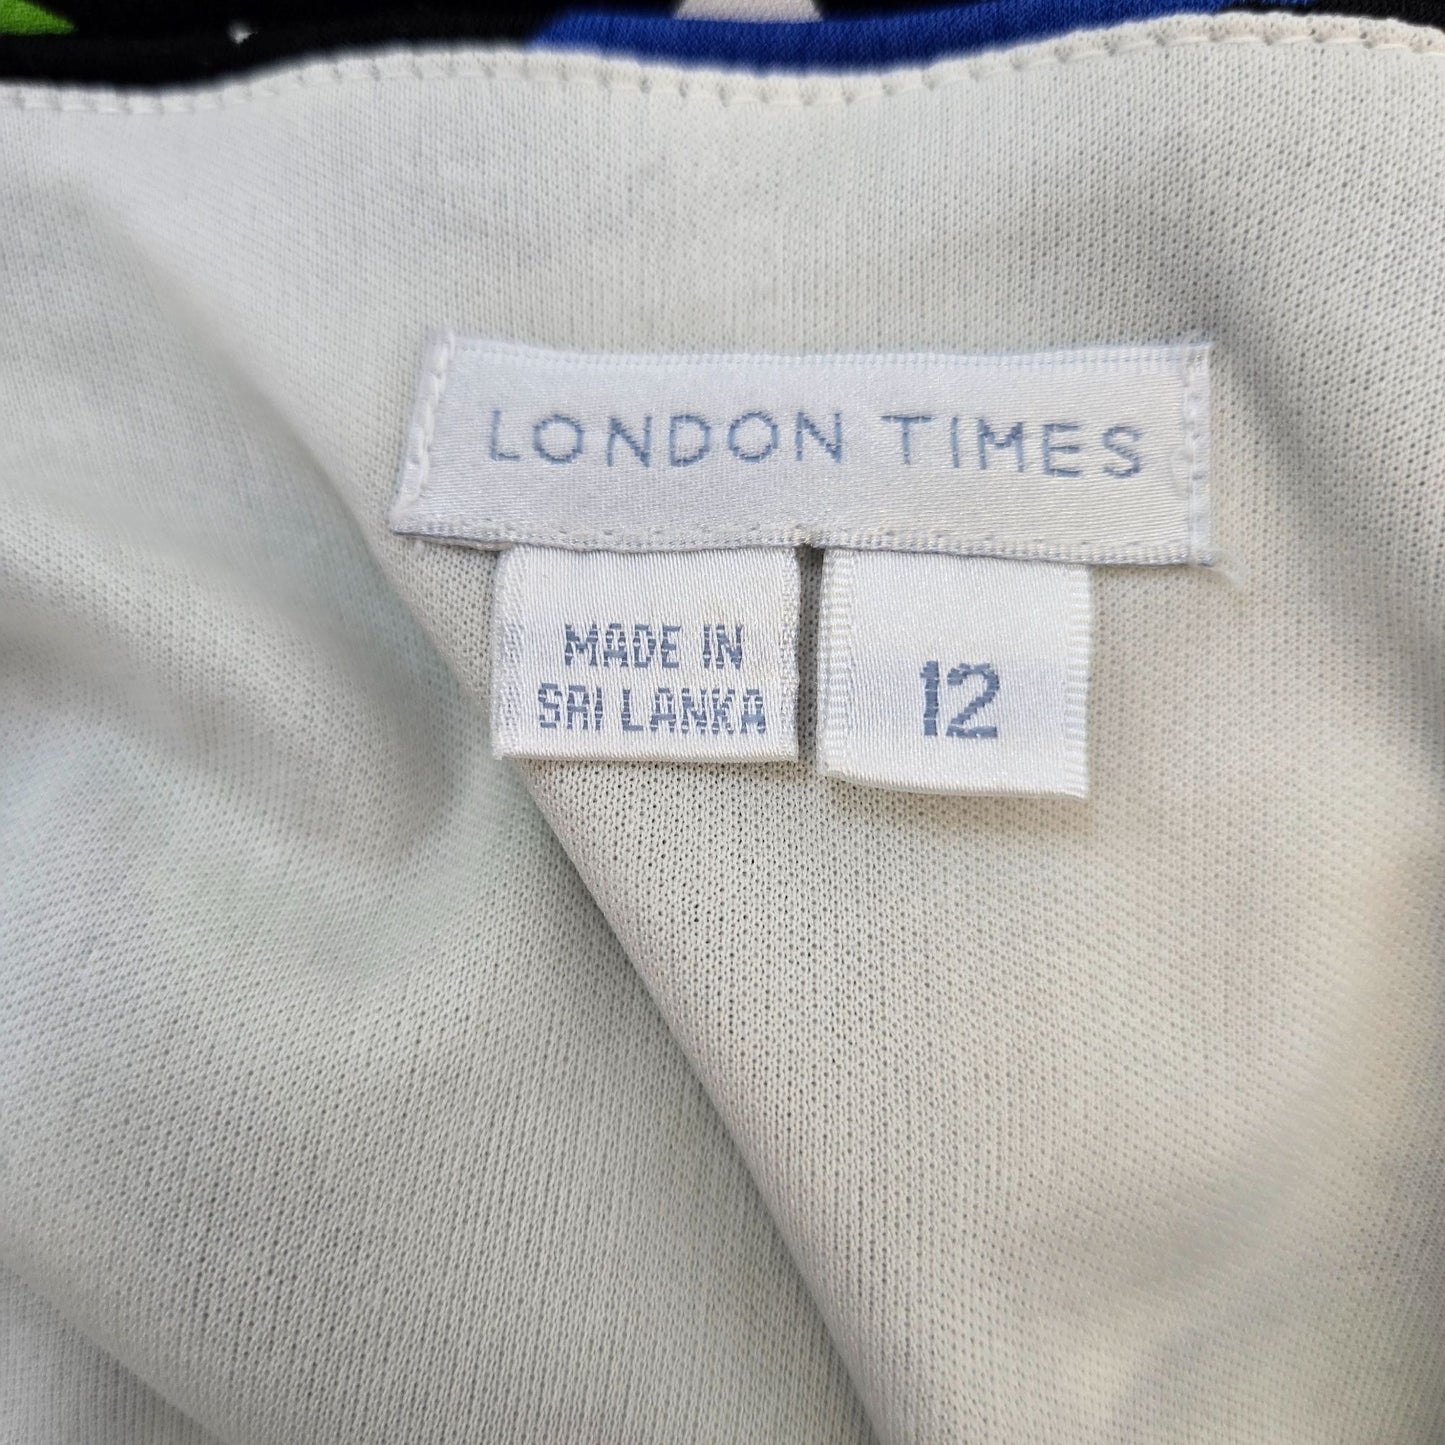 LONDON TIMES
MADE IN
SRI LANKA
12